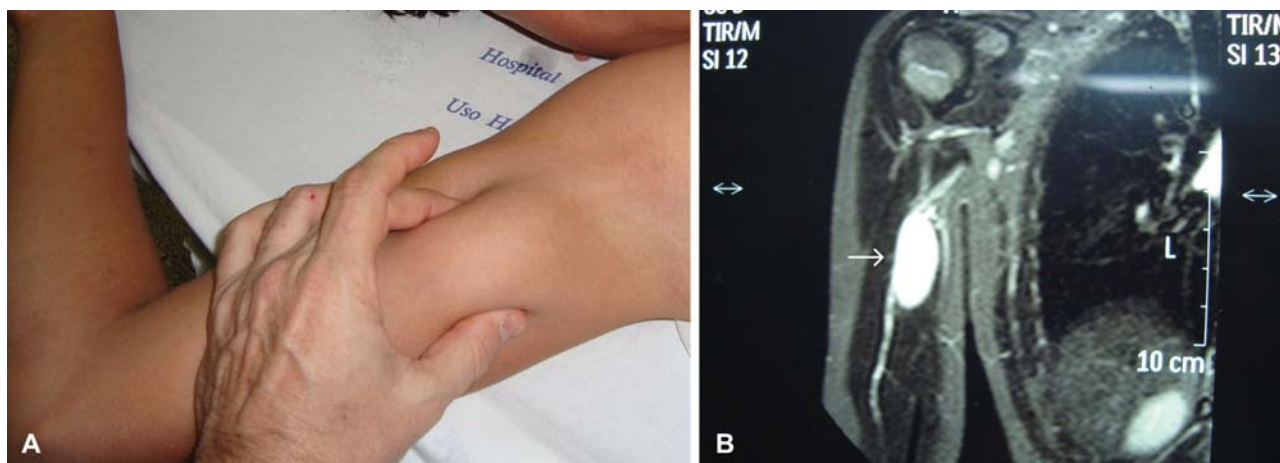 Hospital
Uso H
A
TIR/M
SI 12
TIR/M
SI 13
L
10 cm
B